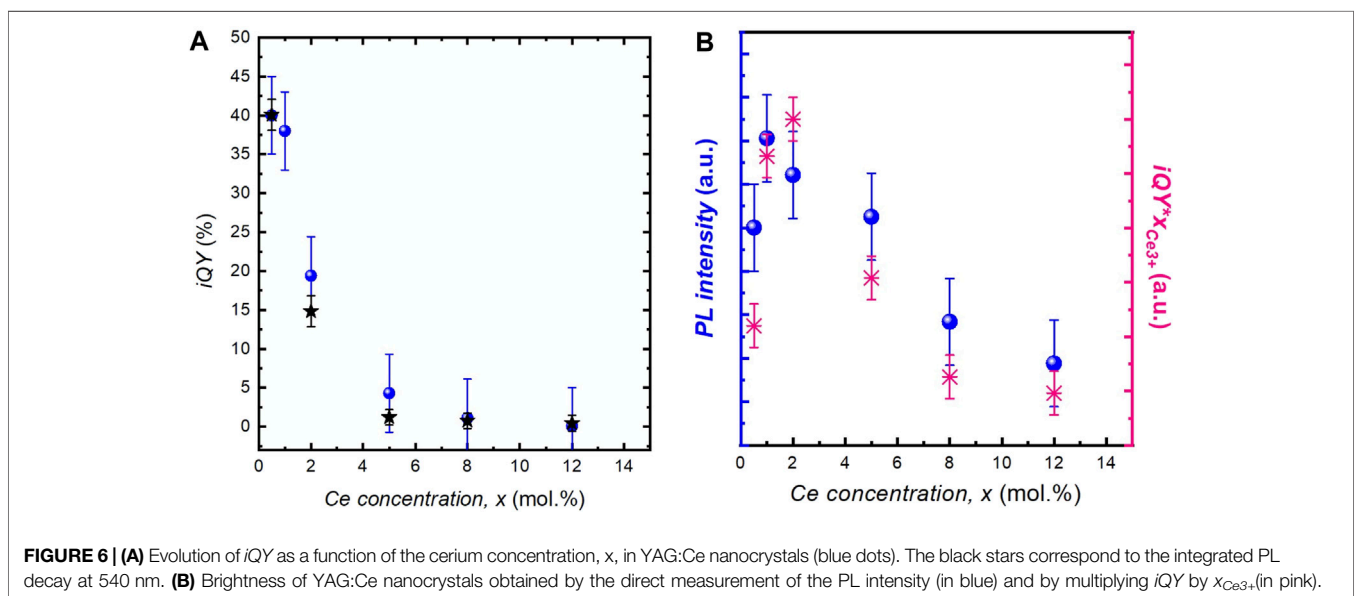 A
50
45
40
35
30
25
20
15
10
5
0
iQY (%)
0 2 4 6 8 10 12 14
Ce concentration, x (mol.%)
B
PL intensity (a.u.)
iQY*xCe3+ (a.u.)
0 2 4 6 8 10 12 14
Ce concentration, x (mol.%)
FIGURE 6 | (A) Evolution of iQY as a function of the cerium concentration, x, in YAG:Ce nanocrystals (blue dots). The black stars correspond to the integrated PL
decay at 540 nm. (B) Brightness of YAG:Ce nanocrystals obtained by the direct measurement of the PL intensity (in blue) and by multiplying iQY by xCe3+(in pink).